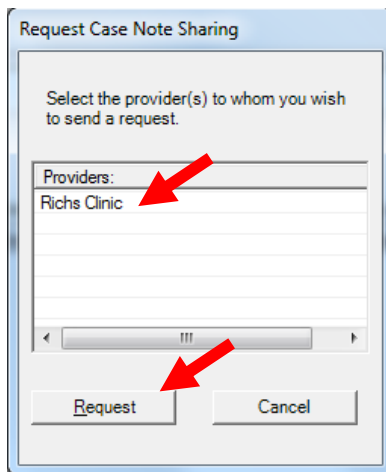 Request Case Note Sharing
Select the provider(s) to whom you wish
to send a request.
Providers:
Richs Clinic
Request Cancel